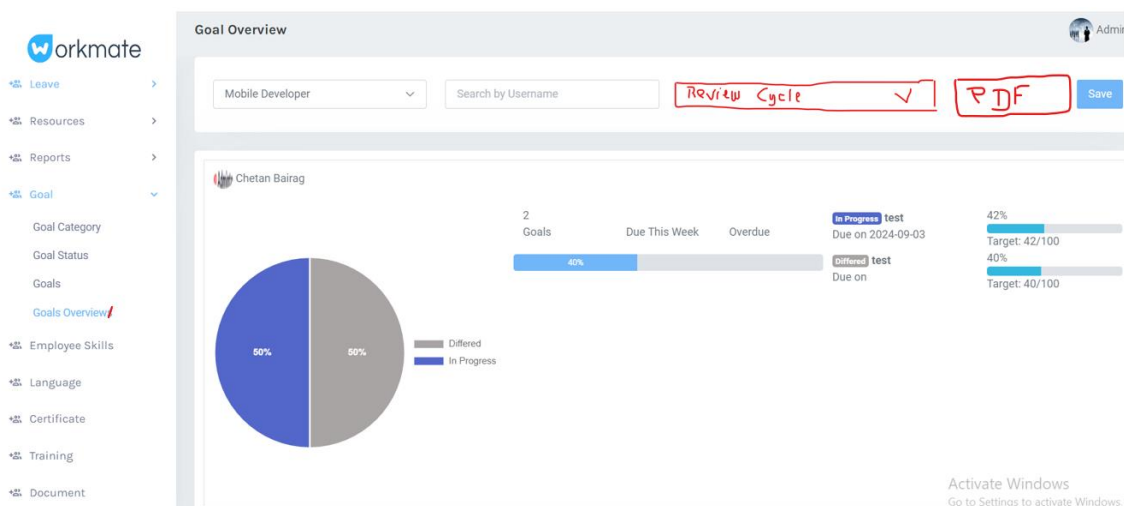 workmate
Goal Overview
Admin
Leave
Resources
Reports
Goal
Goal Category
Goal Status
Goals
Goals Overview
Employee Skills
Language
Certificate
Training
Document
Mobile Developer
Search by Username
Review Cycle
PDF
Save
Chetan Bairag
2
Goals
Due This Week
Overdue
40%
In Progress test
Due on 2024-09-03
Differed test
Due on
42%
Target: 42/100
40%
Target: 40/100
50%
50%
Differed
In Progress
Activate Windows
Go to Settings to activate Windows.